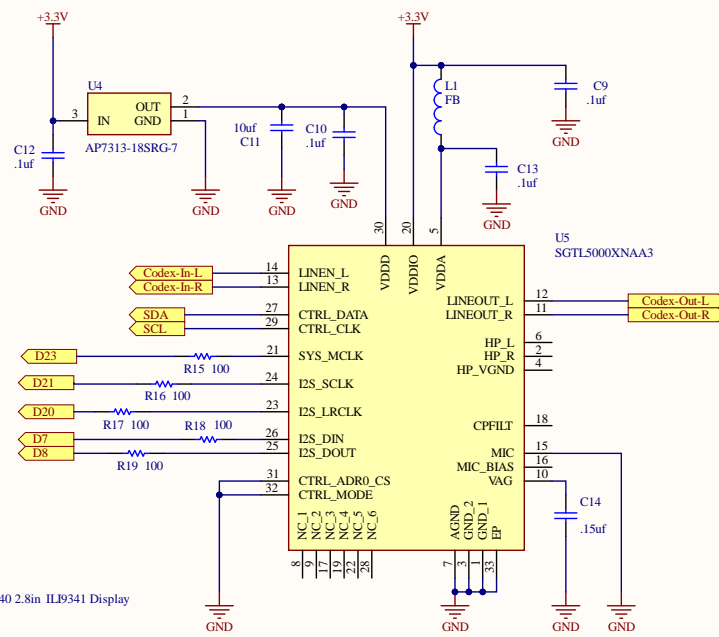 +3.3V
+3.3V
U4
OUT 2
3 IN GND 1
AP7313-18SRG-7
C12
.1uf
GND
GND
10uf
C11
C10
.1uf
GND
GND
L1
FB
C9
.1uf
GND
C13
.1uf
GND
30 20 5
VDDD VDDIO VDDA
U5
SGTL5000XNAA3
Codex-In-L 14 LINEN_L
Codex-In-R 13 LINEN_R
SDA 27 CTRL_DATA
SCL 29 CTRL_CLK
D23 R15 100 21 SYS_MCLK
D21 R16 100 24 I2S_SCLK
D20 R17 100 23 I2S_LRCLK
D7 R18 100 26 I2S_DIN
D8 R19 100 25 I2S_DOUT
31 CTRL_ADR0_CS
32 CTRL_MODE
LINEOUT_L 12 Codex-Out-L
LINEOUT_R 11 Codex-Out-R
HP_L 6
HP_R 2
HP_VGND 4
CPFILT 18
MIC 15
MIC_BIAS 16
VAG 10
C14
.15uf
NC_1 NC_2 NC_3 NC_4 NC_5 NC_6
8 9 17 19 22 28
AGND GND_2 GND_1 EP
7 3 1 33
40 2.8in ILI9341 Display
GND
GND
GND
GND